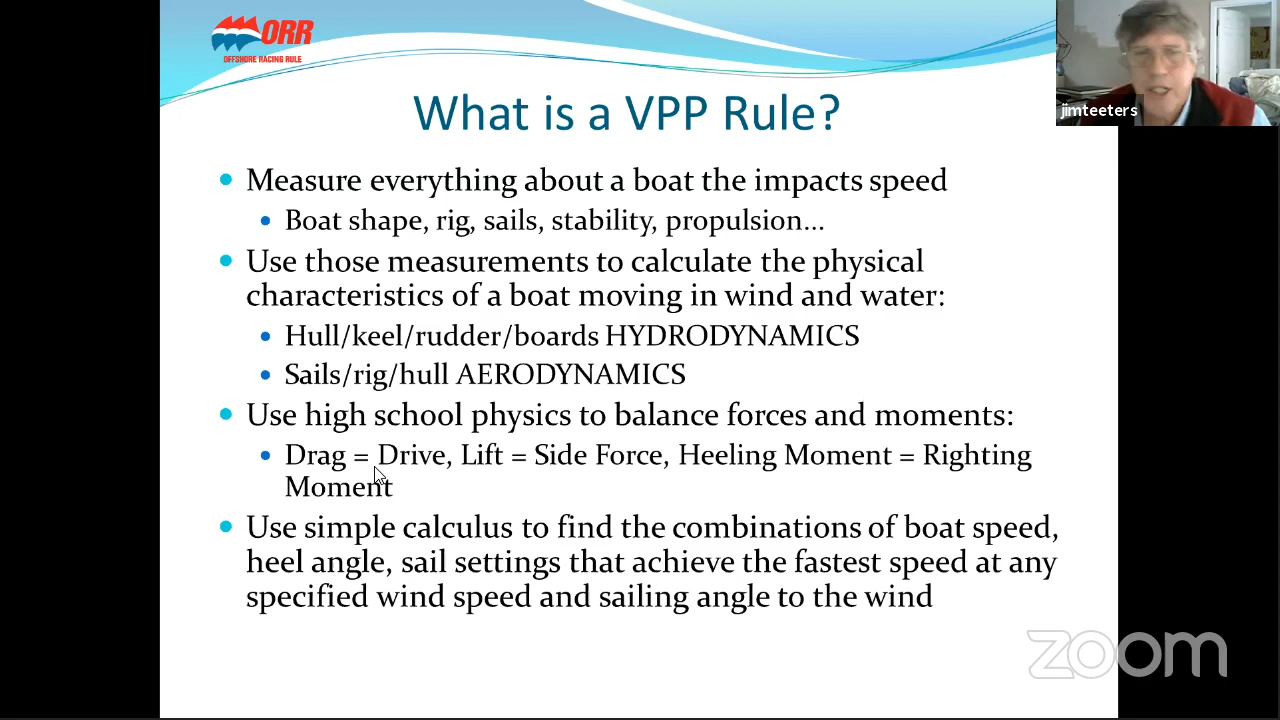 ORR
OFFSHORE RACING RULE
jimteeters
What is a VPP Rule?
Measure everything about a boat the impacts speed
Boat shape, rig, sails, stability, propulsion...
Use those measurements to calculate the physical
characteristics of a boat moving in wind and water:
Hull/keel/rudder/boards HYDRODYNAMICS
Sails/rig/hull AERODYNAMICS
Use high school physics to balance forces and moments:
Drag = Drive, Lift = Side Force, Heeling Moment = Righting
Moment
Use simple calculus to find the combinations of boat speed,
heel angle, sail settings that achieve the fastest speed at any
specified wind speed and sailing angle to the wind
zoom